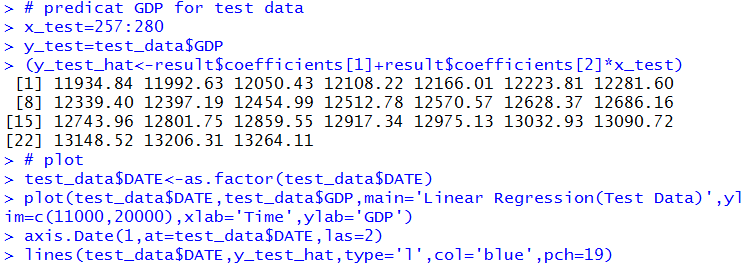 > # predicat GDP for test data
> x_test=257:280
> y_test=test_data$GDP
> (y_test_hat<-result$coefficients[1]+result$coefficients[2]*x_test)
 [1] 11934.84 11992.63 12050.43 12108.22 12166.01 12223.81 12281.60
 [8] 12339.40 12397.19 12454.99 12512.78 12570.57 12628.37 12686.16
[15] 12743.96 12801.75 12859.55 12917.34 12975.13 13032.93 13090.72
[22] 13148.52 13206.31 13264.11
> # plot
> test_data$DATE<-as.factor(test_data$DATE)
> plot(test_data$DATE,test_data$GDP,main='Linear Regression(Test Data)',yl
im=c(11000,20000),xlab='Time',ylab='GDP')
> axis.Date(1,at=test_data$DATE,las=2)
> lines(test_data$DATE,y_test_hat,type='l',col='blue',pch=19)